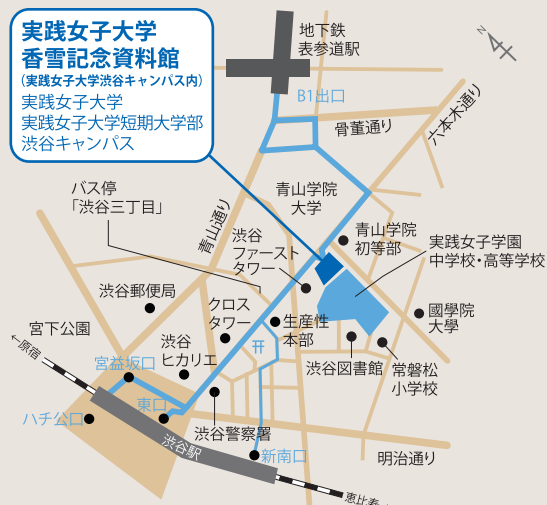 実践女子大学
香雪記念資料館
(実践女子大学渋谷キャンパス内)
実践女子大学
実践女子大学短期大学部
渋谷キャンパス
地下鉄
表参道駅
N
B1出口
骨董通り
六本木通り
青山学院
大学
バス停
「渋谷三丁目」
青山通り
渋谷
ファースト
タワー
青山学院
初等部
実践女子学園
中学校・高等学校
渋谷郵便局
クロス
タワー
生産性
本部
國學院
大學
宮下公園
渋谷
ヒカリエ
←原宿
宮益坂口
渋谷図書館
常磐松
小学校
ハチ公口
東口
渋谷警察署
渋谷駅
新南口
明治通り
恵比寿→